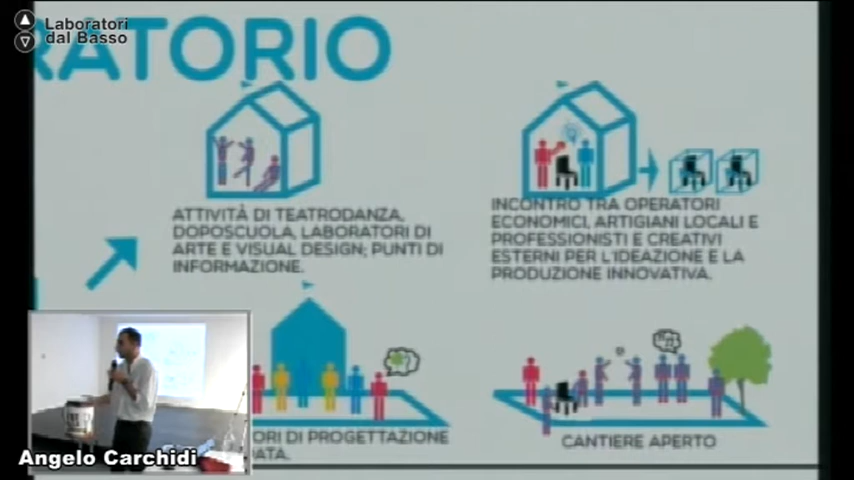 Laboratori
dal Basso
RATORIO
ATTIVITÀ DI TEATRODANZA,
DOPOSCUOLA, LABORATORI DI
ARTE E VISUAL DESIGN; PUNTI DI
INFORMAZIONE.
INCONTRO TRA OPERATORI
ECONOMICI, ARTIGIANI LOCALI E
PROFESSIONISTI E CREATIVI
ESTERNI PER L'IDEAZIONE E LA
PRODUZIONE INNOVATIVA.
TORI DI PROGETTAZIONE
DATA.
CANTIERE APERTO
Angelo Carchidi